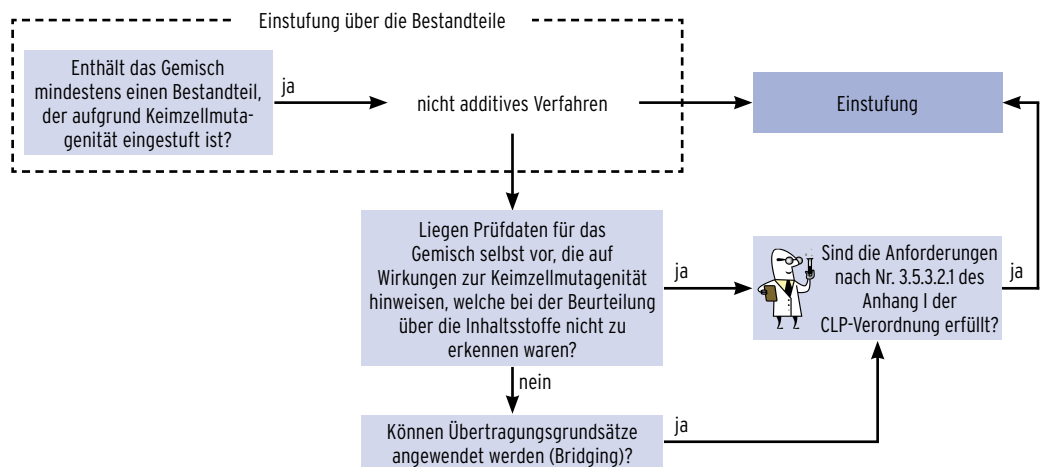 Einstufung über die Bestandteile
Enthält das Gemisch
mindestens einen Bestandteil,
der aufgrund Keimzellmuta-
genität eingestuft ist?
ja
nicht additives Verfahren
Einstufung
Liegen Prüfdaten für das
Gemisch selbst vor, die auf
Wirkungen zur Keimzellmutagenität
hinweisen, welche bei der Beurteilung
über die Inhaltsstoffe nicht zu
erkennen waren?
ja
Sind die Anforderungen
nach Nr. 3.5.3.2.1 des
Anhang I der
CLP-Verordnung erfüllt?
ja
nein
Können Übertragungsgrundsätze
angewendet werden (Bridging)?
ja